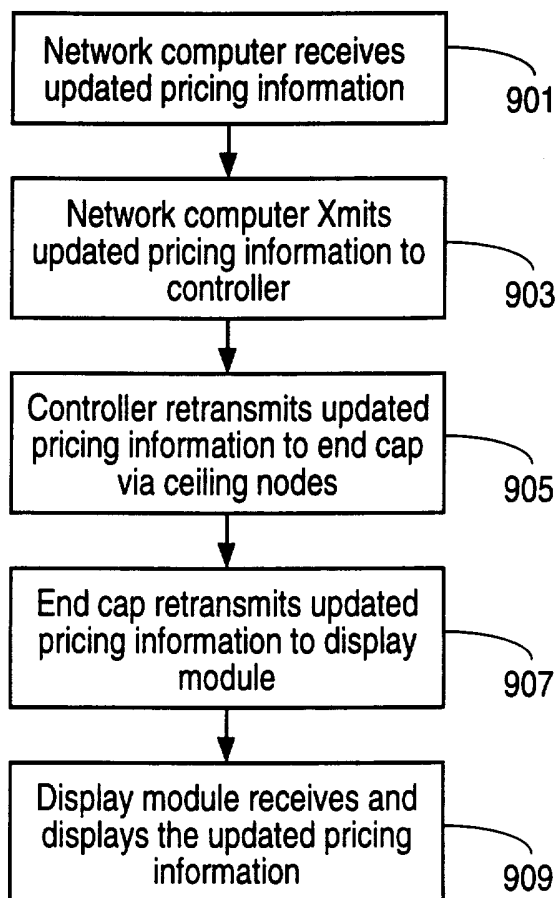 Network computer receives
updated pricing information
901
Network computer Xmits
updated pricing information to
controller
903
Controller retransmits updated
pricing information to end cap
via ceiling nodes
905
End cap retransmits updated
pricing information to display
module
907
Display module receives and
displays the updated pricing
information
909